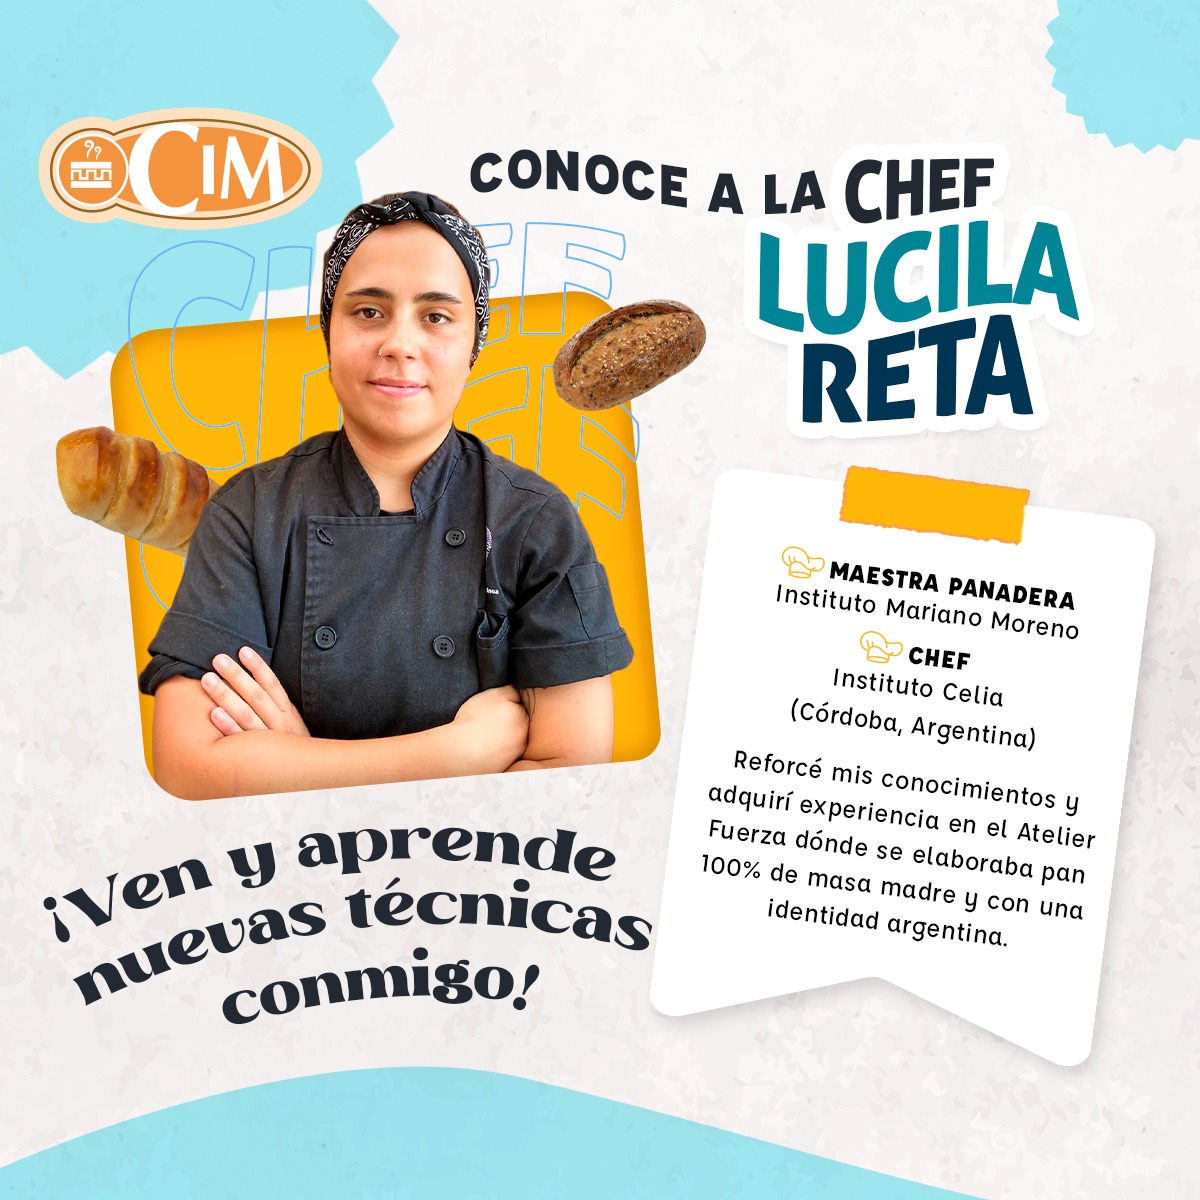 CIM
CONOCE A LA CHEF
LUCILA
RETA
CHEF
CHEF
MAESTRA PANADERA
Instituto Mariano Moreno
CHEF
Instituto Celia
(Córdoba, Argentina)
Reforcé mis conocimientos y
adquirí experiencia en el Atelier
Fuerza dónde se elaboraba pan
100% de masa madre y con una
identidad argentina.
¡Ven y aprende
nuevas técnicas
conmigo!